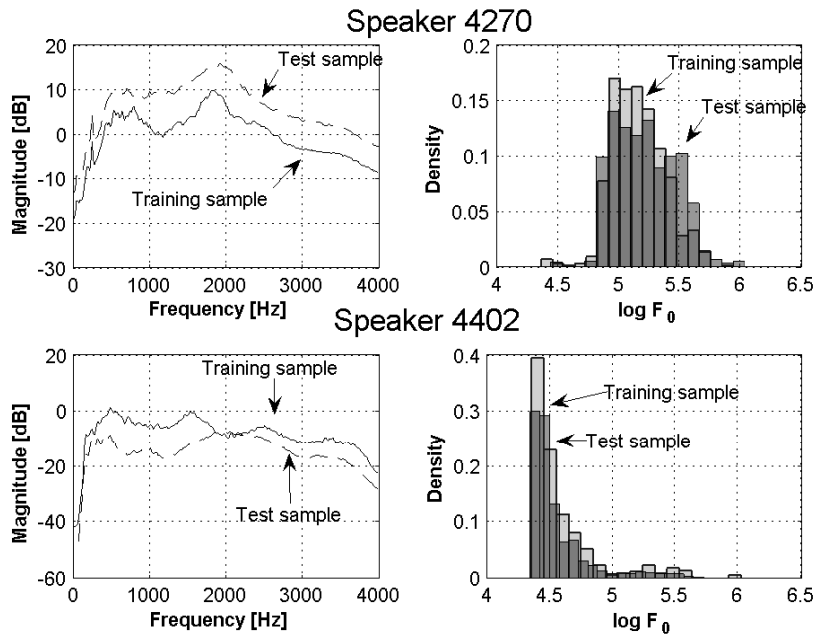 Speaker 4270
20
10
0
-10
-20
-30
Magnitude [dB]
Test sample
Training sample
0 1000 2000 3000 4000
Frequency [Hz]
0.2
0.15
0.1
0.05
0
Density
Training sample
Test sample
4 4.5 5 5.5 6 6.5
log F0
Speaker 4402
20
0
-20
-40
-60
Magnitude [dB]
Training sample
Test sample
0 1000 2000 3000 4000
Frequency [Hz]
0.4
0.3
0.2
0.1
0
Density
Training sample
Test sample
4 4.5 5 5.5 6 6.5
log F0